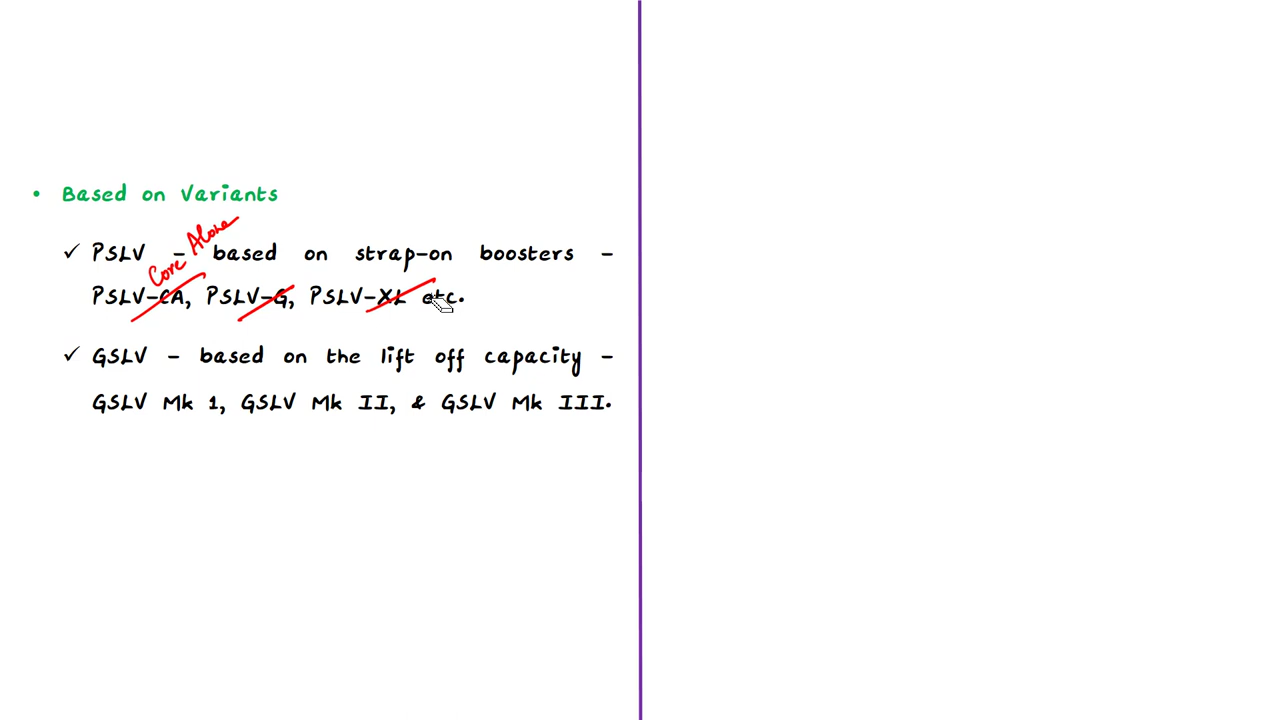 • Based on Variants
Core Alone
✓ PSLV - based on strap-on boosters -
PSLV-CA, PSLV-G, PSLV-XL etc.
✓ GSLV - based on the lift off capacity -
GSLV Mk 1, GSLV Mk II, & GSLV Mk III.